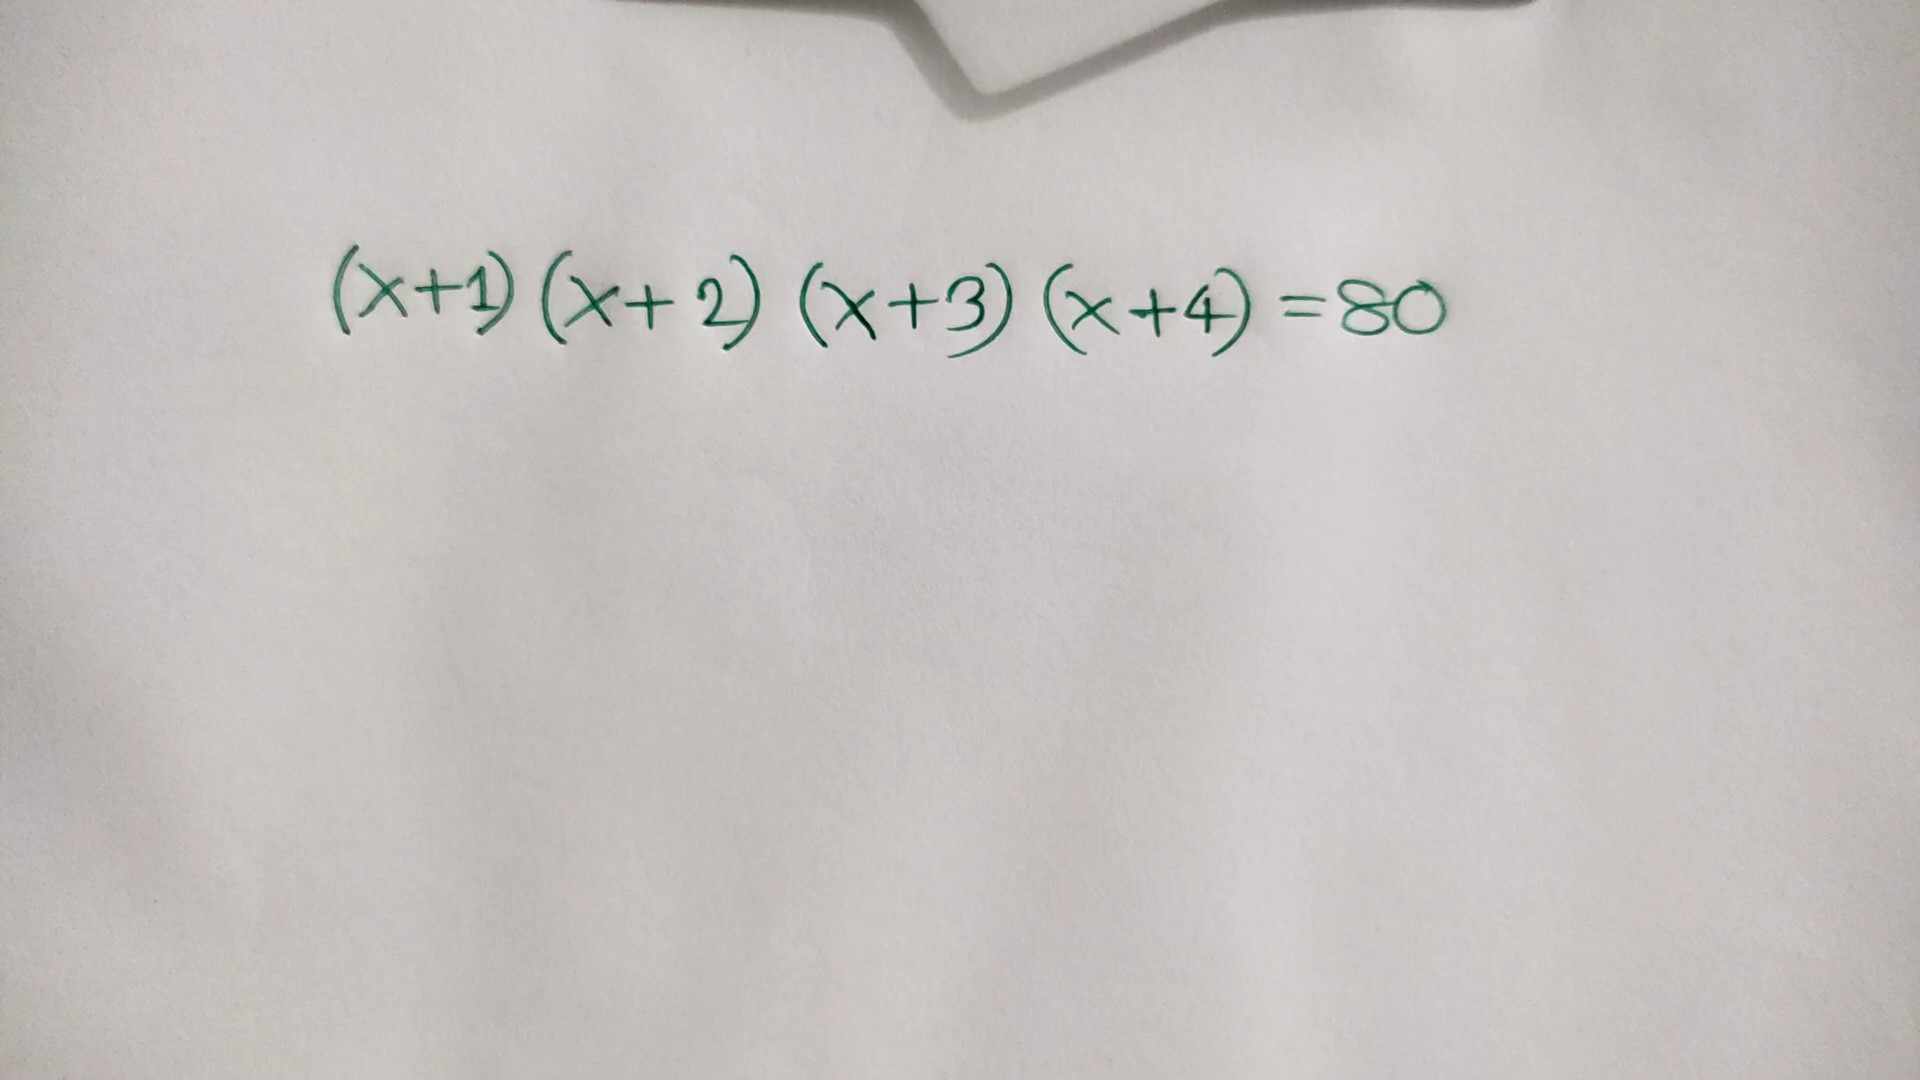 (x+1) (x+2) (x+3) (x+4) = 80